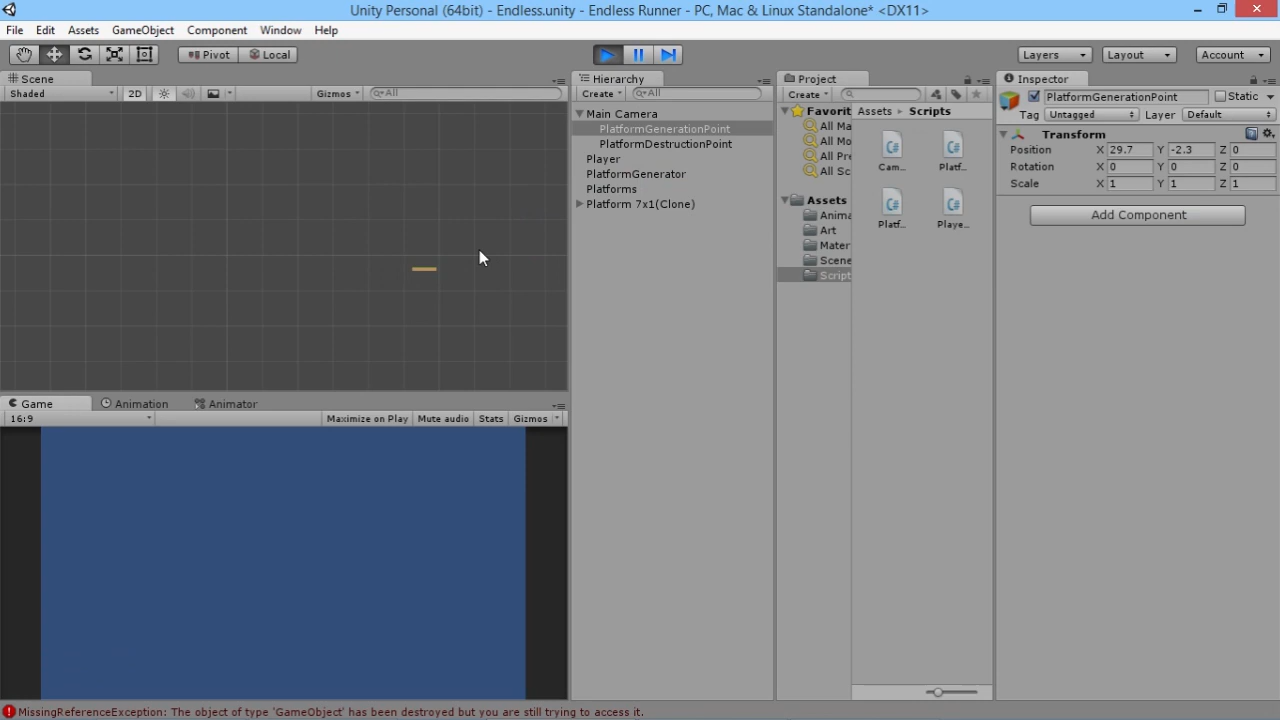 Unity Personal (64bit) - Endless.unity - Endless Runner - PC, Mac & Linux Standalone* <DX11>
File Edit Assets GameObject Component Window Help
Pivot Local Layers Layout Account
Scene
Shaded 2D Gizmos All
Hierarchy
Create All
Main Camera
PlatformGenerationPoint
PlatformDestructionPoint
Player
PlatformGenerator
Platforms
Platform 7x1(Clone)
Project
Create
Favorit
All Ma
All Mo
All Pre
All Sc
Assets
Anima
Art
Mater
Scene
Script
Assets Scripts
C# C#
Cam... Platf...
C# C#
Platf... Playe...
Inspector
PlatformGenerationPoint Static
Tag Untagged Layer Default
Transform
Position X 29.7 Y -2.3 Z 0
Rotation X 0 Y 0 Z 0
Scale X 1 Y 1 Z 1
Add Component
Game Animation Animator
16:9 Maximize on Play Mute audio Stats Gizmos
MissingReferenceException: The object of type 'GameObject' has been destroyed but you are still trying to access it.